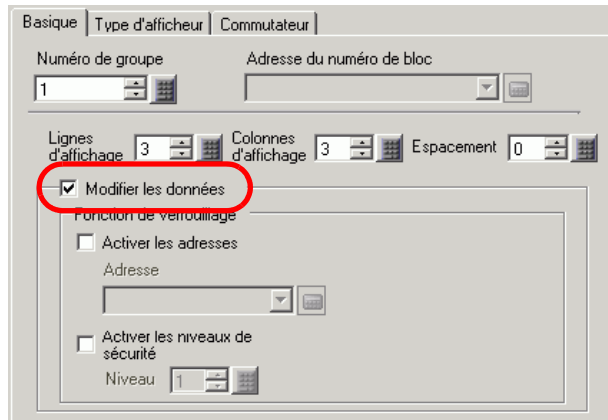 Basique Type d'afficheur Commutateur
Numéro de groupe Adresse du numéro de bloc
1
Lignes d'affichage 3 Colonnes d'affichage 3 Espacement 0
Modifier les données
Fonction de verrouillage
Activer les adresses
Adresse
Activer les niveaux de
sécurité
Niveau 1